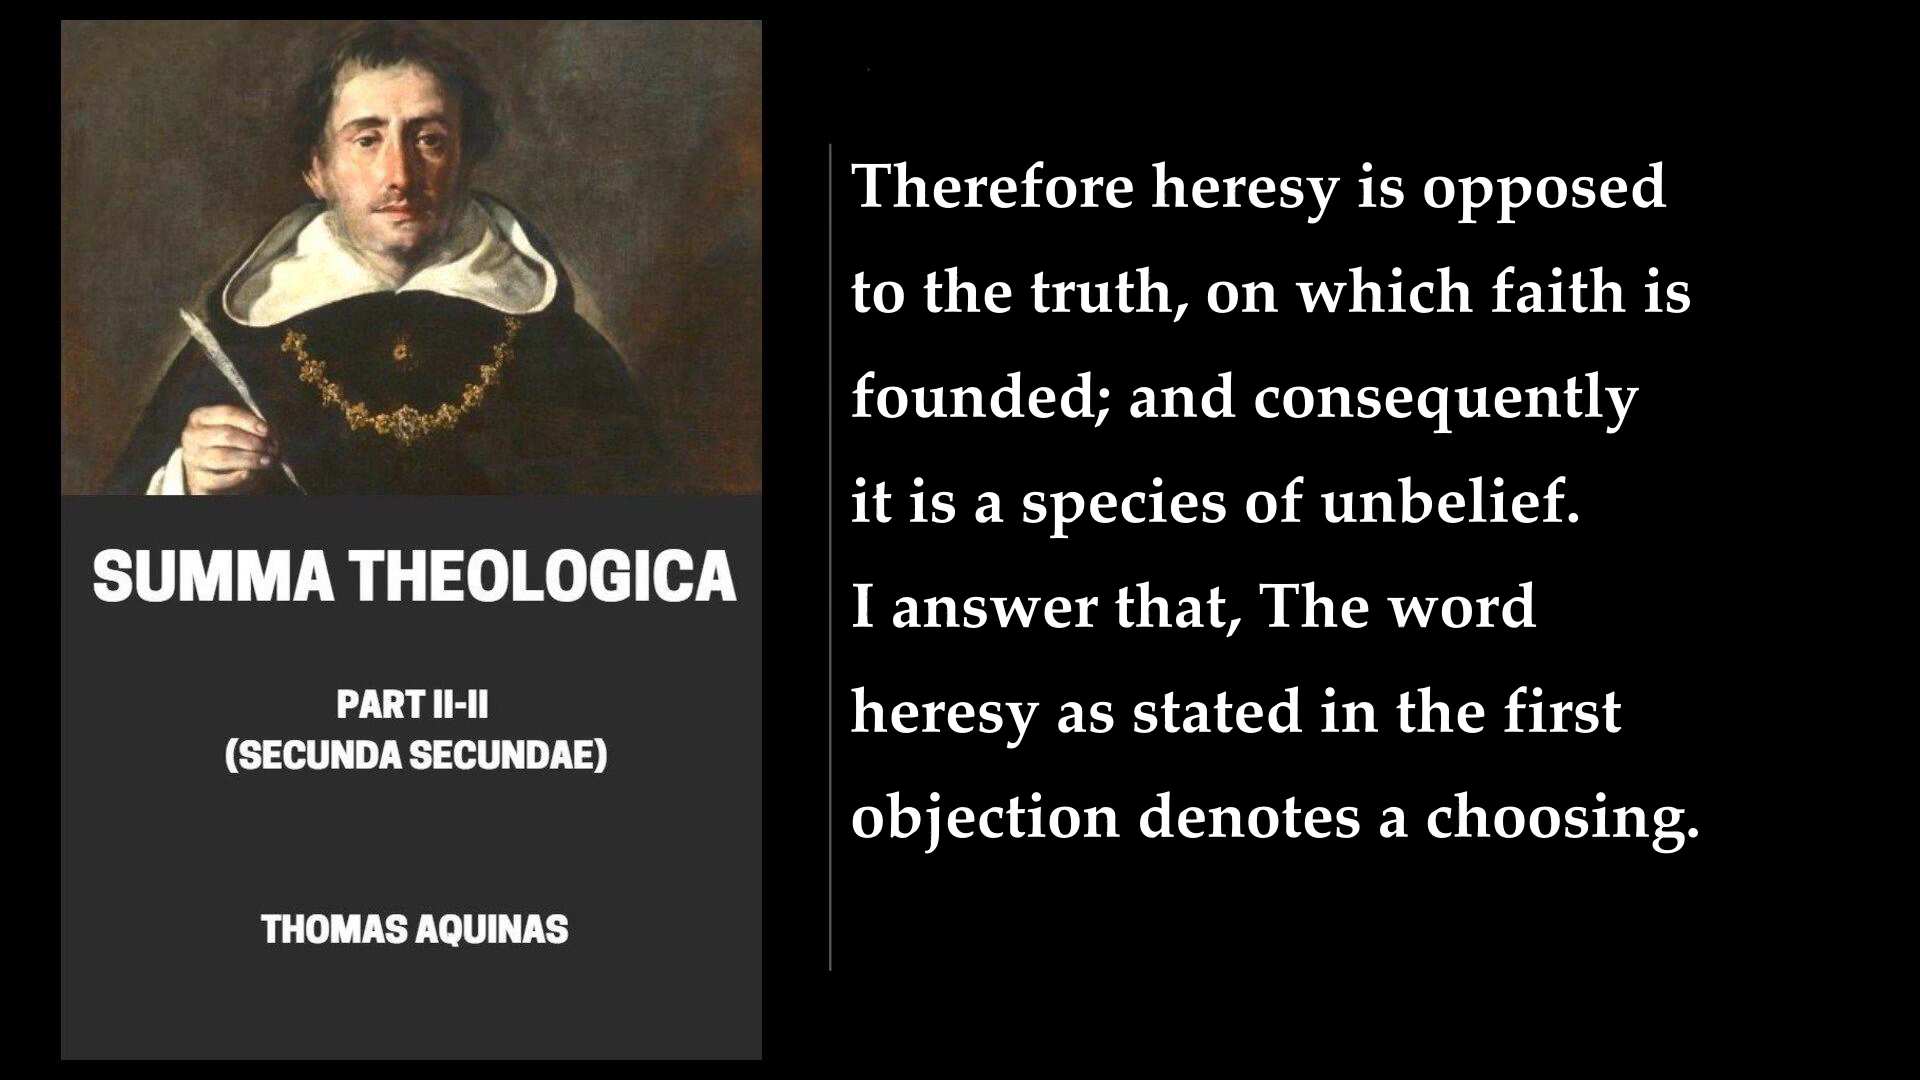 SUMMA THEOLOGICA
PART II-II
(SECUNDA SECUNDAE)
THOMAS AQUINAS
Therefore heresy is opposed
to the truth, on which faith is
founded; and consequently
it is a species of unbelief.
I answer that, The word
heresy as stated in the first
objection denotes a choosing.